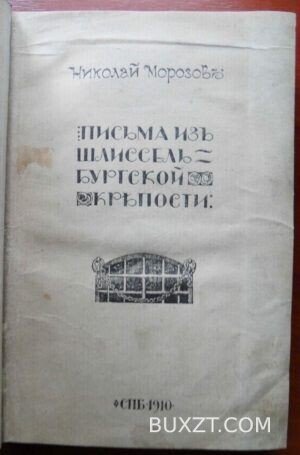 Николай Морозовъ
ПИСЬМА ИЗЪ
ШЛИССЕЛЬ=
БУРГСКОЙ
КРѢПОСТИ:
СПБ·1910·
BUXZT.COM